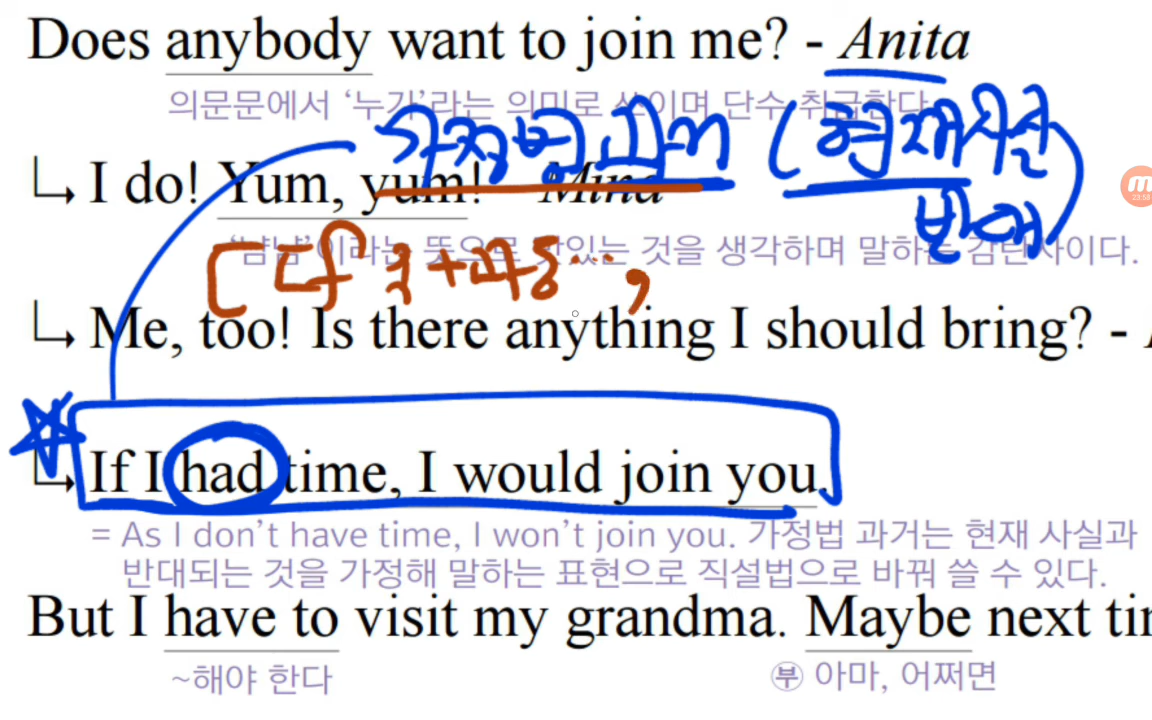 Does anybody want to join me? - Anita
의문문에서 ‘누가’라는 의미로 쓰이며 단수 취급한다.
가정법 과거 (현재사실
반대)
I do! Yum, yum! - Mina
‘냠냠’이라는 뜻으로 맛있는 것을 생각하며 말하는 감탄사이다.
[ If 주+과동…,
Me, too! Is there anything I should bring? -
If I had time, I would join you.
= As I don’t have time, I won’t join you. 가정법 과거는 현재 사실과
반대되는 것을 가정해 말하는 표현으로 직설법으로 바꿔 쓸 수 있다.
But I have to visit my grandma. Maybe next
~해야 한다
부 아마, 어쩌면
23:55